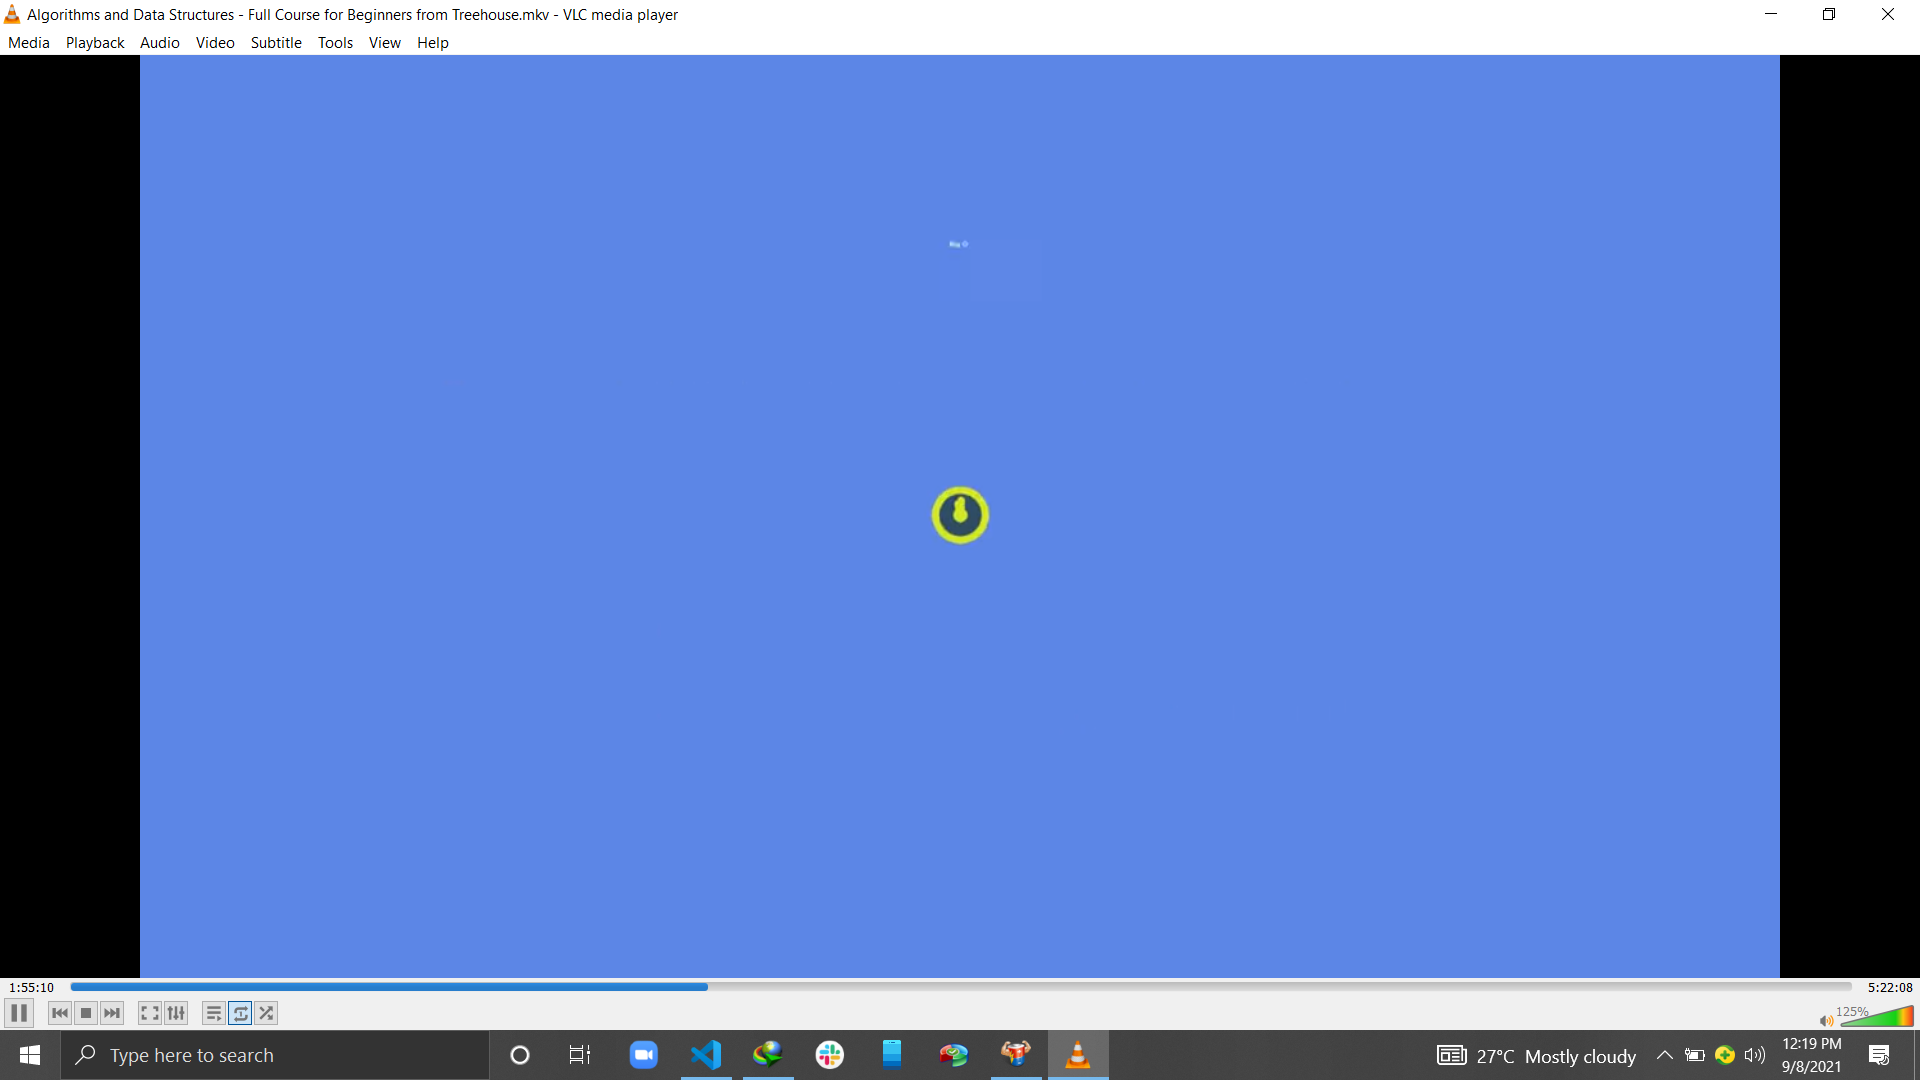 Algorithms and Data Structures - Full Course for Beginners from Treehouse.mkv - VLC media player
Media Playback Audio Video Subtitle Tools View Help
1:55:10 5:22:08
125%
Type here to search
27°C Mostly cloudy
12:19 PM
9/8/2021